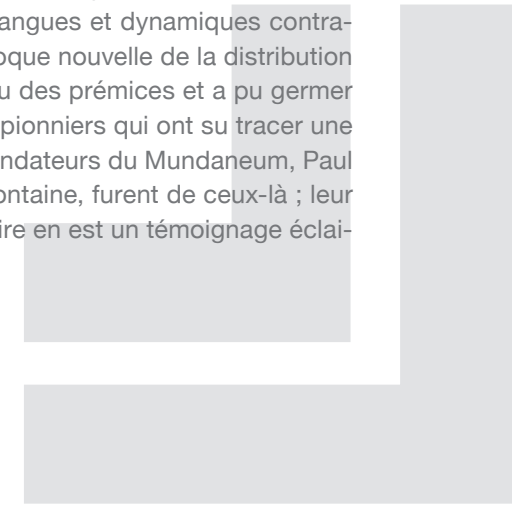 angues et dynamiques contra-
oque nouvelle de la distribution
u des prémices et a pu germer
pionniers qui ont su tracer une
ndateurs du Mundaneum, Paul
ontaine, furent de ceux-là ; leur
ire en est un témoignage éclai-